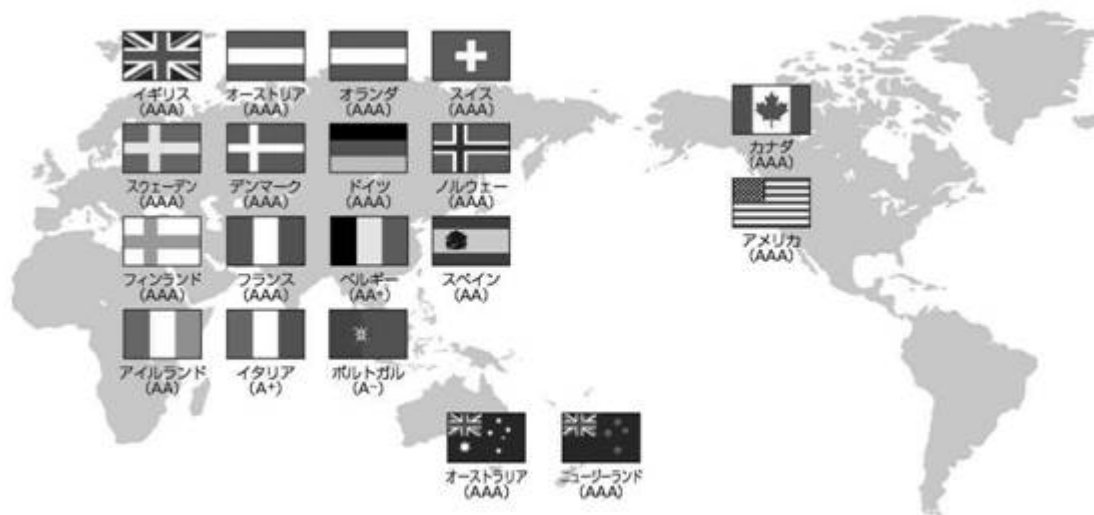 イギリス
(AAA)
オーストリア
(AAA)
オランダ
(AAA)
スイス
(AAA)
カナダ
(AAA)
スウェーデン
(AAA)
デンマーク
(AAA)
ドイツ
(AAA)
ノルウェー
(AAA)
アメリカ
(AAA)
フィンランド
(AAA)
フランス
(AAA)
ベルギー
(AA+)
スペイン
(AA)
アイルランド
(AA)
イタリア
(A+)
ポルトガル
(A-)
オーストラリア
(AAA)
ニュージーランド
(AAA)